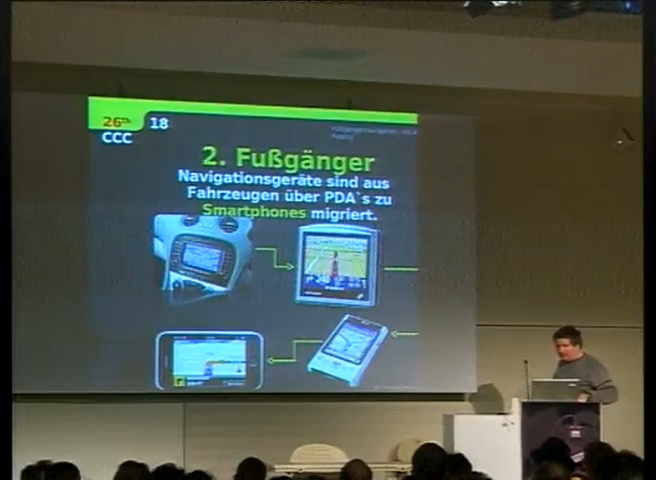 26th
18
CCC
2. Fußgänger
Navigationsgeräte sind aus
Fahrzeugen über PDA`s zu
Smartphones migriert.